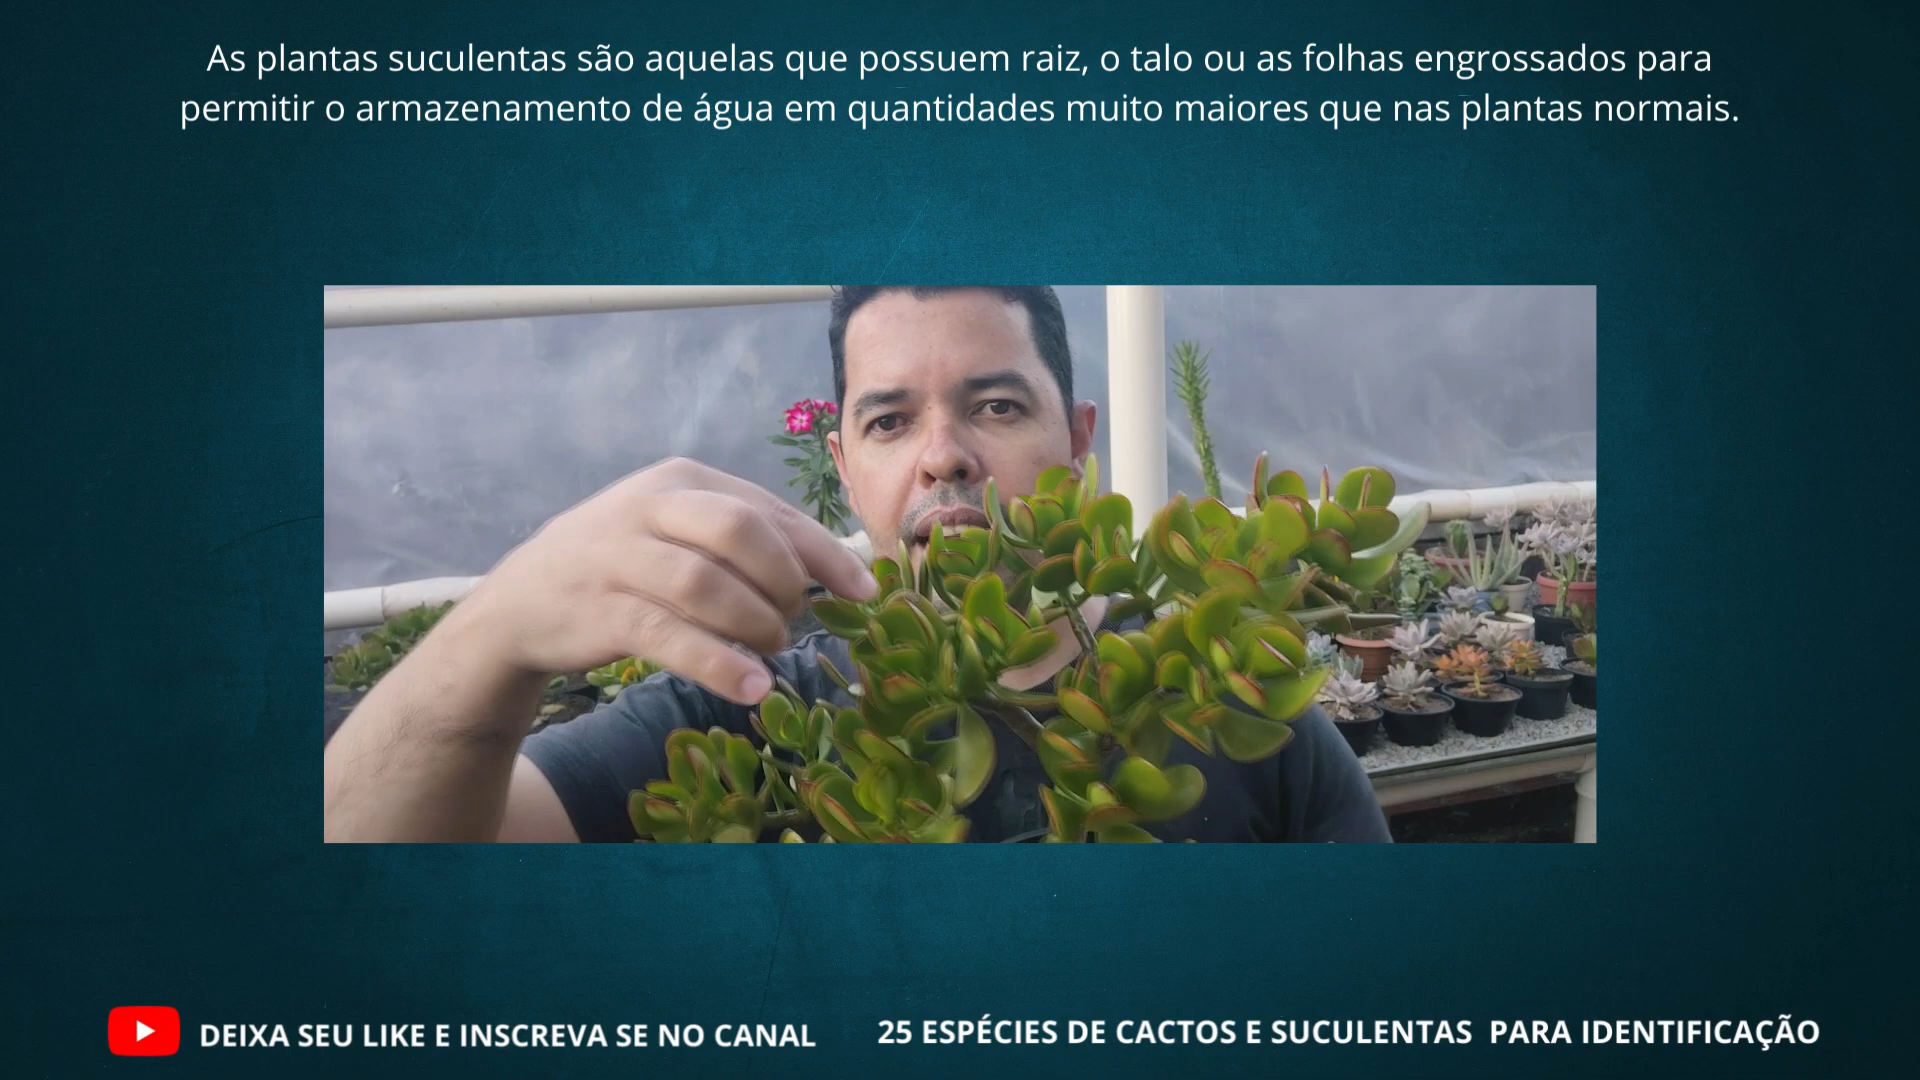 As plantas suculentas são aquelas que possuem raiz, o talo ou as folhas engrossados para
permitir o armazenamento de água em quantidades muito maiores que nas plantas normais.
DEIXA SEU LIKE E INSCREVA SE NO CANAL
25 ESPÉCIES DE CACTOS E SUCULENTAS PARA IDENTIFICAÇÃO